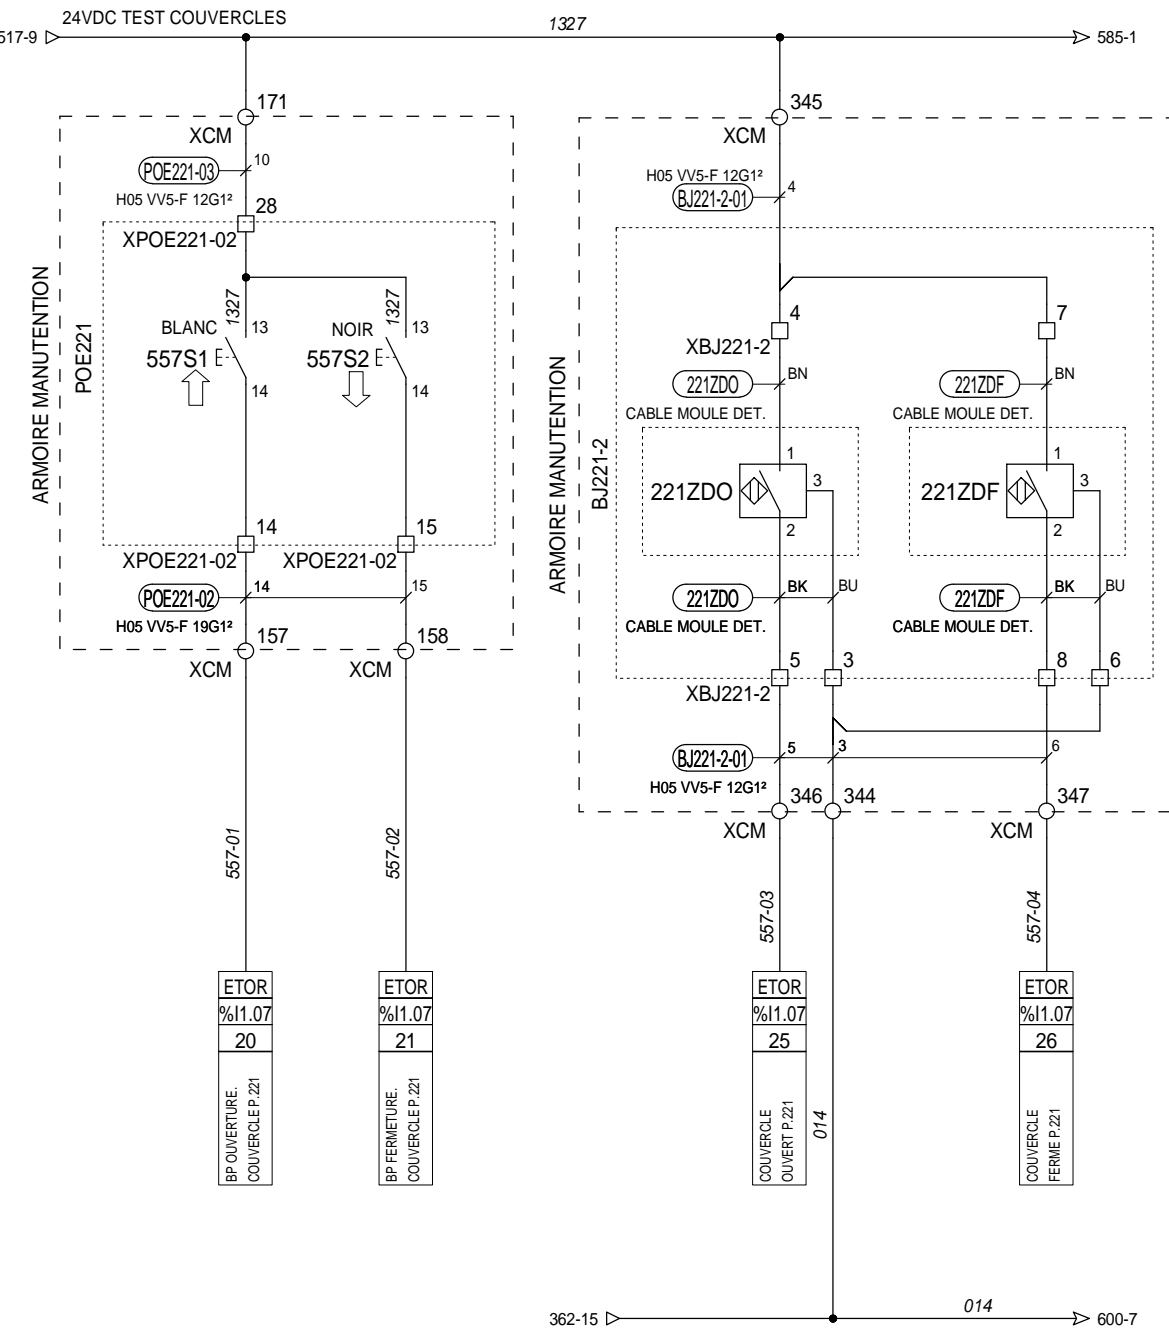 24VDC TEST COUVERCLES
1327
517-9
585-1
171
345
XCM
XCM
POE221-03
10
H05 VV5-F 12G1²
H05 VV5-F 12G1²
BJ221-2-01
4
28
XPOE221-02
ARMOIRE MANUTENTION
POE221
1327
1327
BLANC
13
NOIR
13
557S1
557S2
14
14
14
15
XPOE221-02
XPOE221-02
POE221-02
14
15
H05 VV5-F 19G1²
157
158
XCM
XCM
ARMOIRE MANUTENTION
BJ221-2
4
7
XBJ221-2
221ZDO
BN
221ZDF
BN
CABLE MOULE DET.
CABLE MOULE DET.
1
1
221ZDO
3
221ZDF
3
2
2
221ZDO
BK
BU
221ZDF
BK
BU
CABLE MOULE DET.
CABLE MOULE DET.
5
3
8
6
XBJ221-2
BJ221-2-01
5
3
6
H05 VV5-F 12G1²
346
344
347
XCM
XCM
557-01
557-02
557-03
557-04
ETOR
%I1.07
20
BP OUVERTURE.
COUVERCLE P.221
ETOR
%I1.07
21
BP FERMETURE.
COUVERCLE P.221
ETOR
%I1.07
25
COUVERCLE
OUVERT P.221
014
ETOR
%I1.07
26
COUVERCLE
FERME P.221
362-15
014
600-7